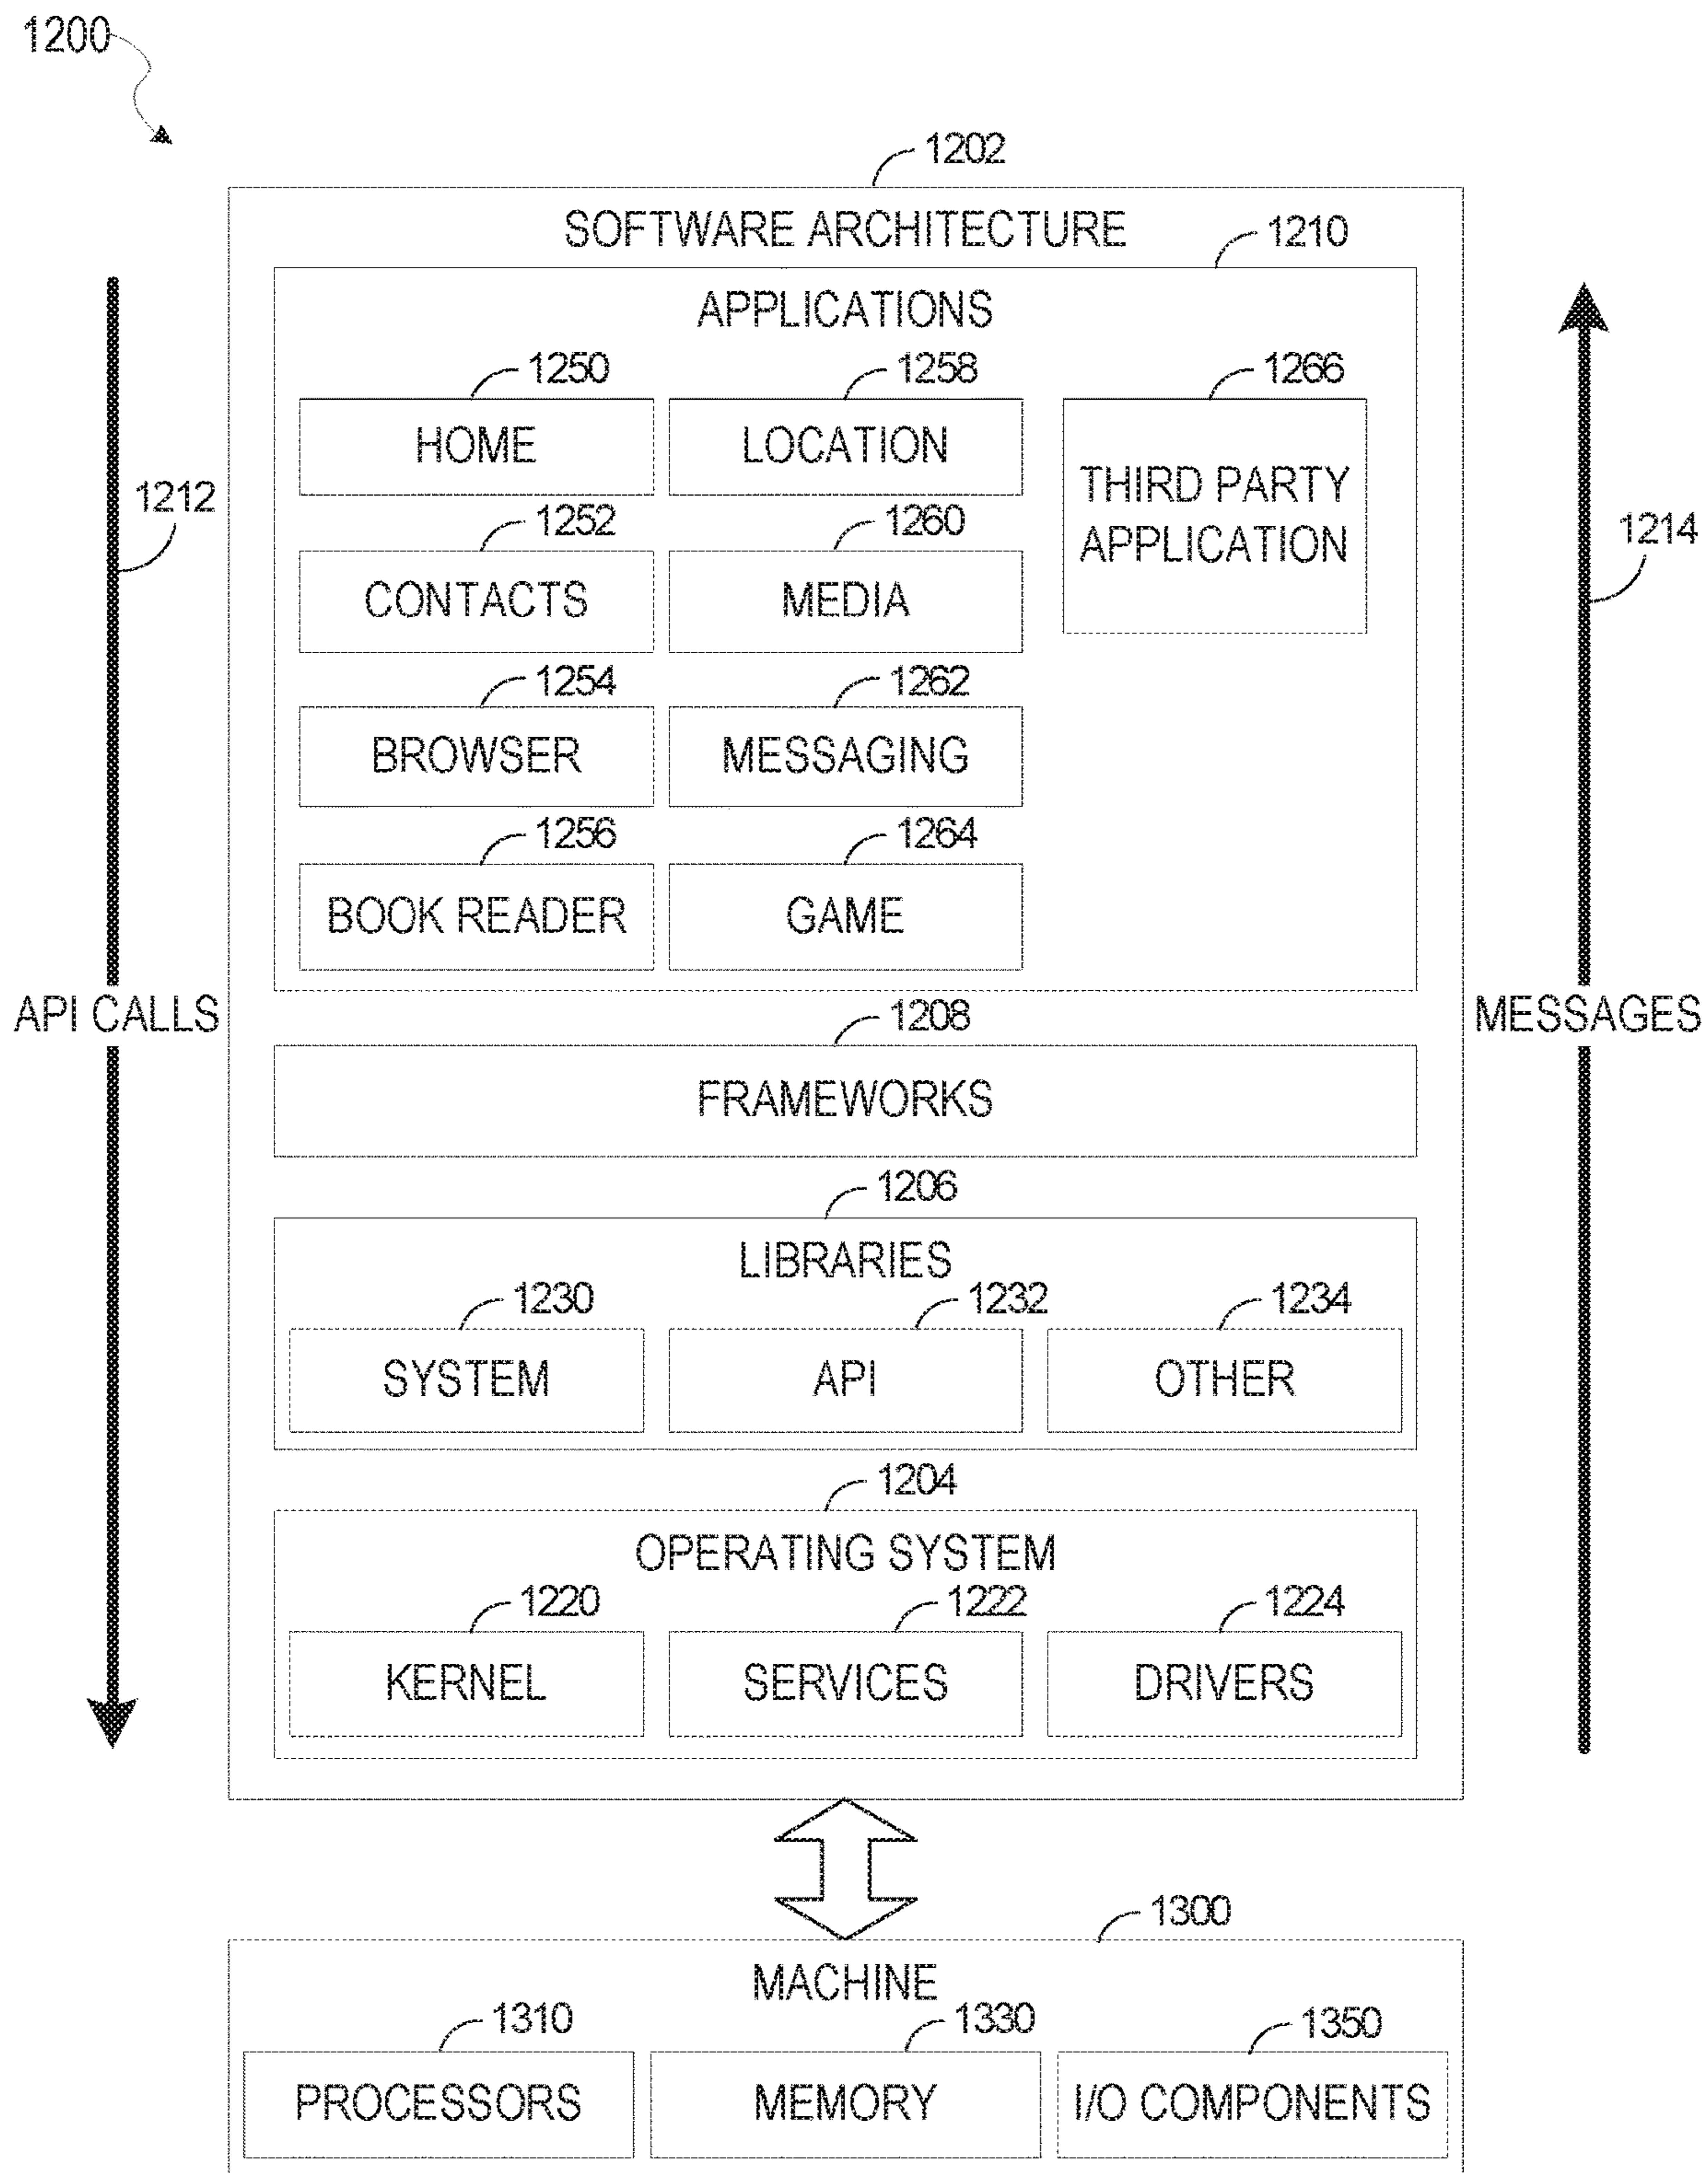 1200
1202
SOFTWARE ARCHITECTURE
1210
APPLICATIONS
1250
1258
1266
HOME
LOCATION
THIRD PARTY
APPLICATION
1212
1214
1252
1260
CONTACTS
MEDIA
1254
1262
BROWSER
MESSAGING
1256
1264
BOOK READER
GAME
API CALLS
MESSAGES
1208
FRAMEWORKS
1206
LIBRARIES
1230
1232
1234
SYSTEM
API
OTHER
1204
OPERATING SYSTEM
1220
1222
1224
KERNEL
SERVICES
DRIVERS
1300
MACHINE
1310
1330
1350
PROCESSORS
MEMORY
I/O COMPONENTS